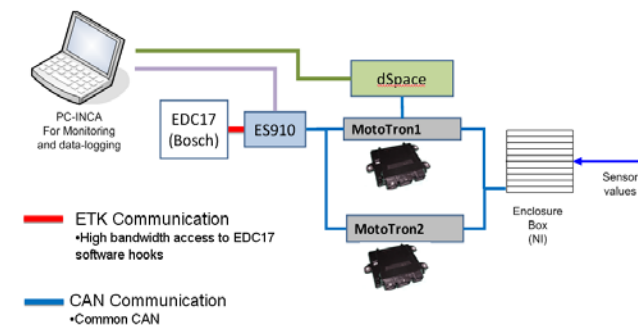 dSpace
PC-INCA
For Monitoring
and data-logging
EDC17
(Bosch)
ES910
MotoTron1
Sensor
values
Enclosure
Box
(NI)
MotoTron2
ETK Communication
•High bandwidth access to EDC17
software hooks
CAN Communication
•Common CAN